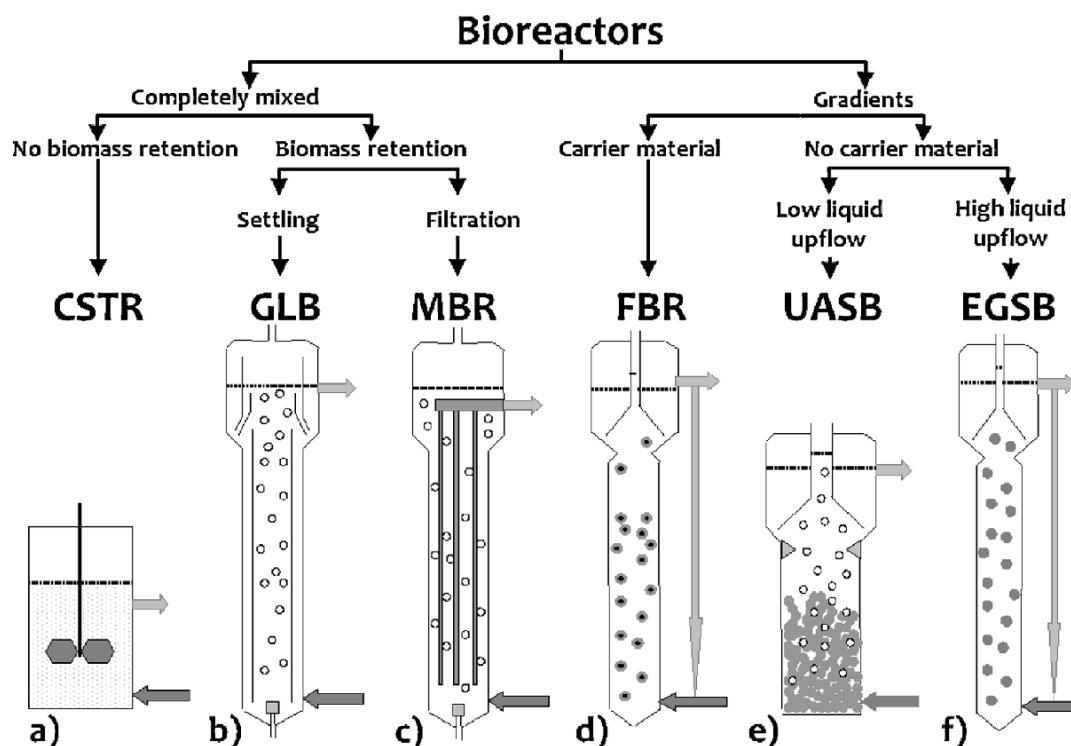 Bioreactors
Completely mixed
Gradients
No biomass retention
Biomass retention
Carrier material
No carrier material
Settling
Filtration
Low liquid
upflow
High liquid
upflow
CSTR
GLB
MBR
FBR
UASB
EGSB
a)
b)
c)
d)
e)
f)